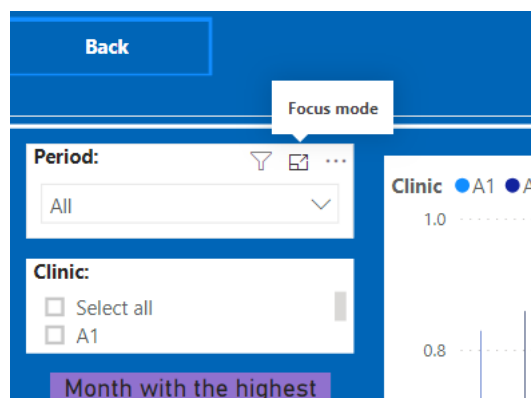 Back
Focus mode
Period:
All
Clinic:
Select all
A1
Month with the highest
Clinic A1 A
1.0
0.8